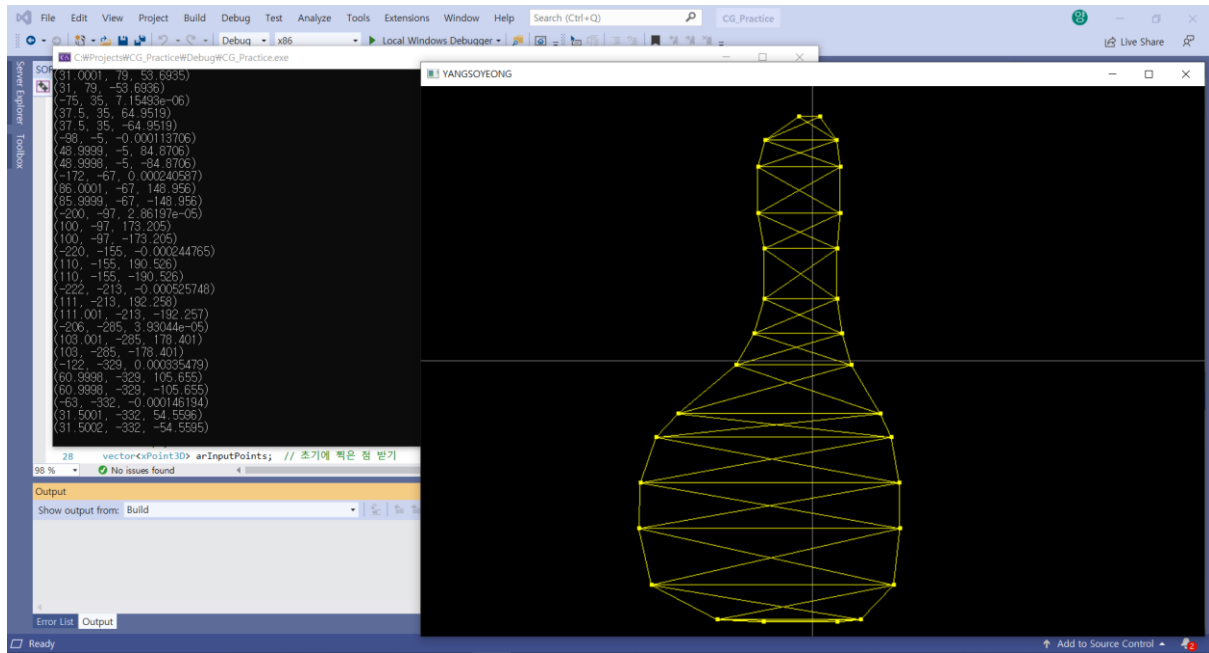 File Edit View Project Build Debug Test Analyze Tools Extensions Window Help Search (Ctrl+Q) CG_Practice 양
Debug x86 Local Windows Debugger Live Share
C:₩Projects₩CG_Practice₩Debug₩CG_Practice.exe
YANGSOYEONG
Server Explorer
Toolbox
(31.0001, 79, 53.6935)
(31, 79, -53.6936)
(-75, 35, 7.15493e-06)
(37.5, 35, 64.9519)
(37.5, 35, -64.9519)
(-98, -5, -0.000113706)
(48.9999, -5, 84.8706)
(48.9998, -5, -84.8706)
(-172, -67, 0.000240587)
(86.0001, -67, 148.956)
(85.9999, -67, -148.956)
(-200, -97, 2.86197e-05)
(100, -97, 173.205)
(100, -97, -173.205)
(-220, -155, -0.000244765)
(110, -155, 190.526)
(110, -155, -190.526)
(-222, -213, -0.000525748)
(111, -213, 192.258)
(111.001, -213, -192.257)
(-206, -285, 3.93044e-05)
(103.001, -285, 178.401)
(103, -285, -178.401)
(-122, -329, 0.000335479)
(60.9998, -329, 105.655)
(60.9998, -329, -105.655)
(-63, -332, -0.000146194)
(31.5001, -332, 54.5596)
(31.5002, -332, -54.5595)
28 vector<xPoint3D> arInputPoints; // 초기에 찍은 점 받기
98 % No issues found
Output
Show output from: Build
Error List Output
Ready Add to Source Control 2